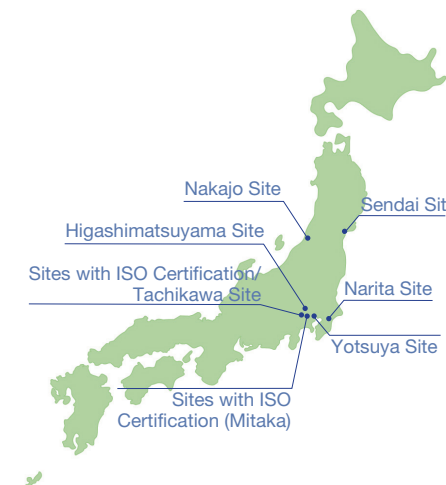 Nakajo Site
Sendai Sit
Higashimatsuyama Site
Sites with ISO Certification/
Tachikawa Site
Narita Site
Yotsuya Site
Sites with ISO
Certification (Mitaka)